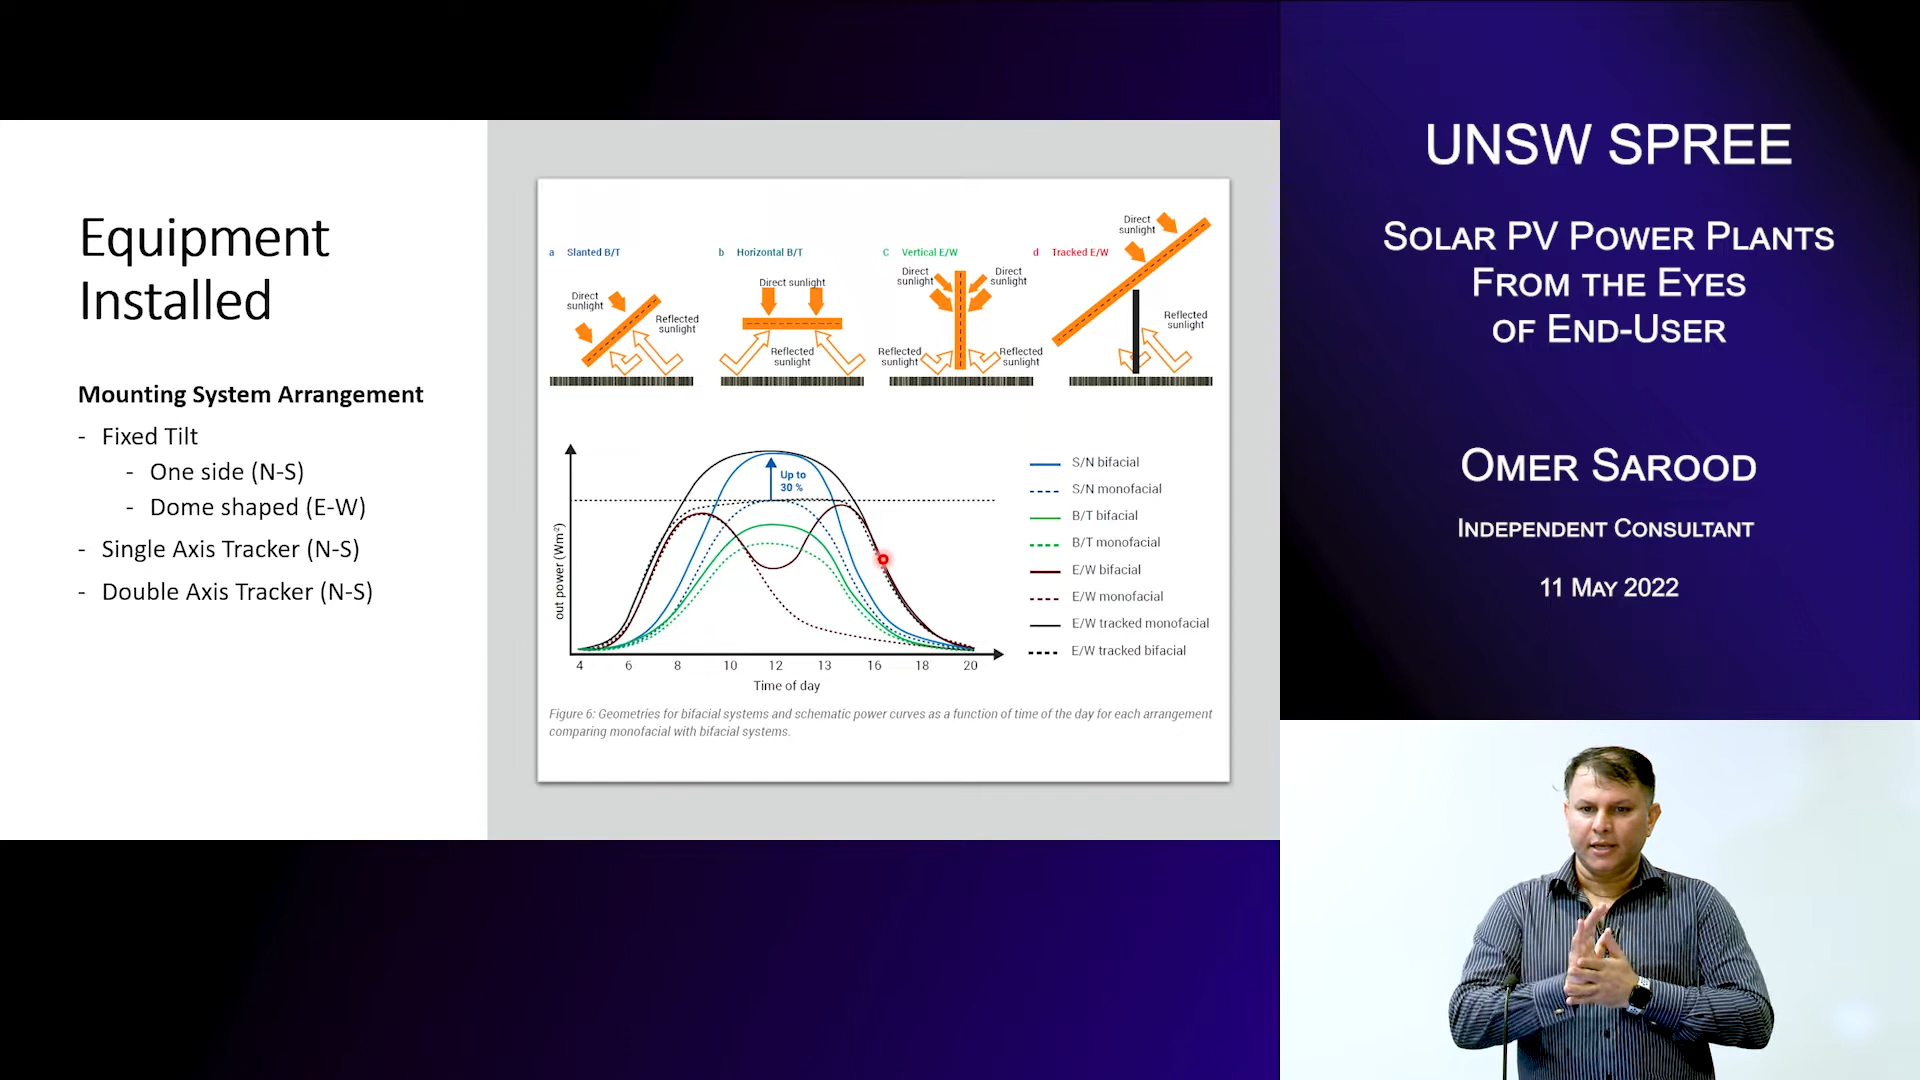 Equipment
Installed
Mounting System Arrangement
- Fixed Tilt
- One side (N-S)
- Dome shaped (E-W)
- Single Axis Tracker (N-S)
- Double Axis Tracker (N-S)
a Slanted B/T
b Horizontal B/T
C Vertical E/W
d Tracked E/W
Direct
sunlight
Reflected
sunlight
Direct sunlight
Reflected
sunlight
Direct
sunlight
Direct
sunlight
Reflected
sunlight
Reflected
sunlight
Direct
sunlight
Reflected
sunlight
out power (Wm-2)
Up to
30 %
4 6 8 10 12 13 16 18 20
Time of day
S/N bifacial
S/N monofacial
B/T bifacial
B/T monofacial
E/W bifacial
E/W monofacial
E/W tracked monofacial
E/W tracked bifacial
Figure 6: Geometries for bifacial systems and schematic power curves as a function of time of the day for each arrangement
comparing monofacial with bifacial systems.
UNSW SPREE
SOLAR PV POWER PLANTS
FROM THE EYES
OF END-USER
OMER SAROOD
INDEPENDENT CONSULTANT
11 MAY 2022